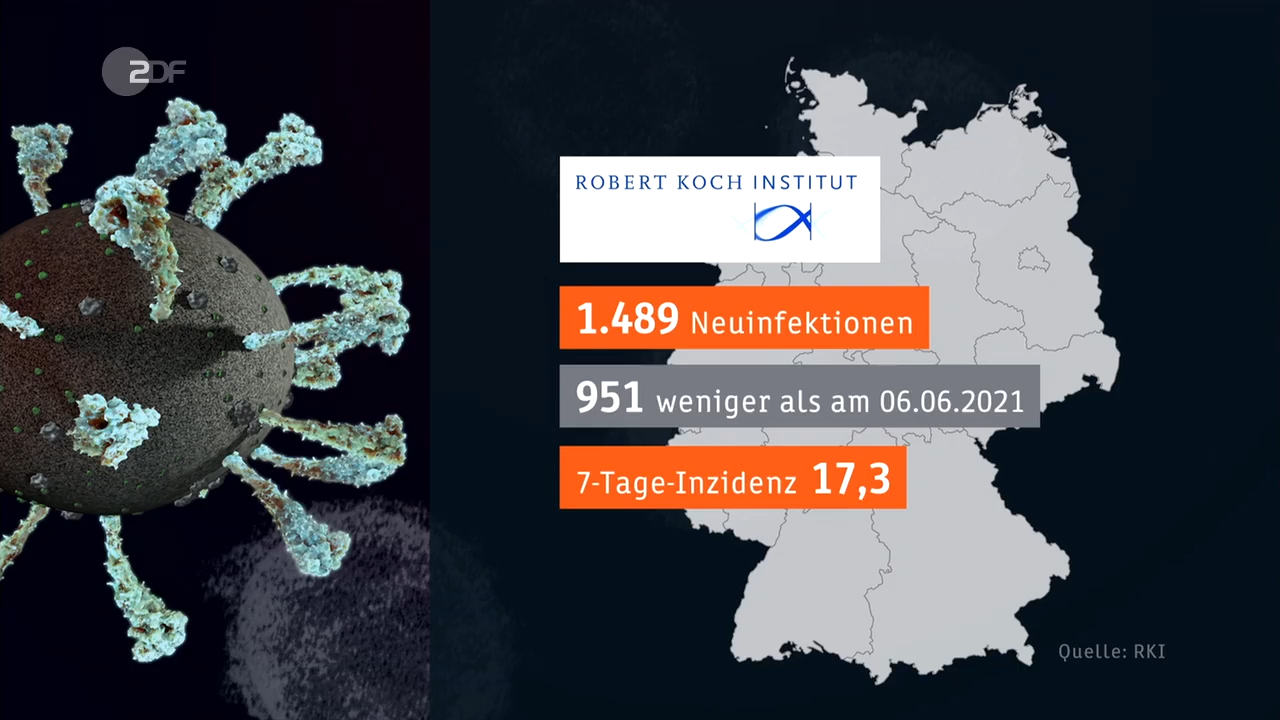 ZDF
ROBERT KOCH INSTITUT
1.489 Neuinfektionen
951 weniger als am 06.06.2021
7-Tage-Inzidenz 17,3
Quelle: RKI